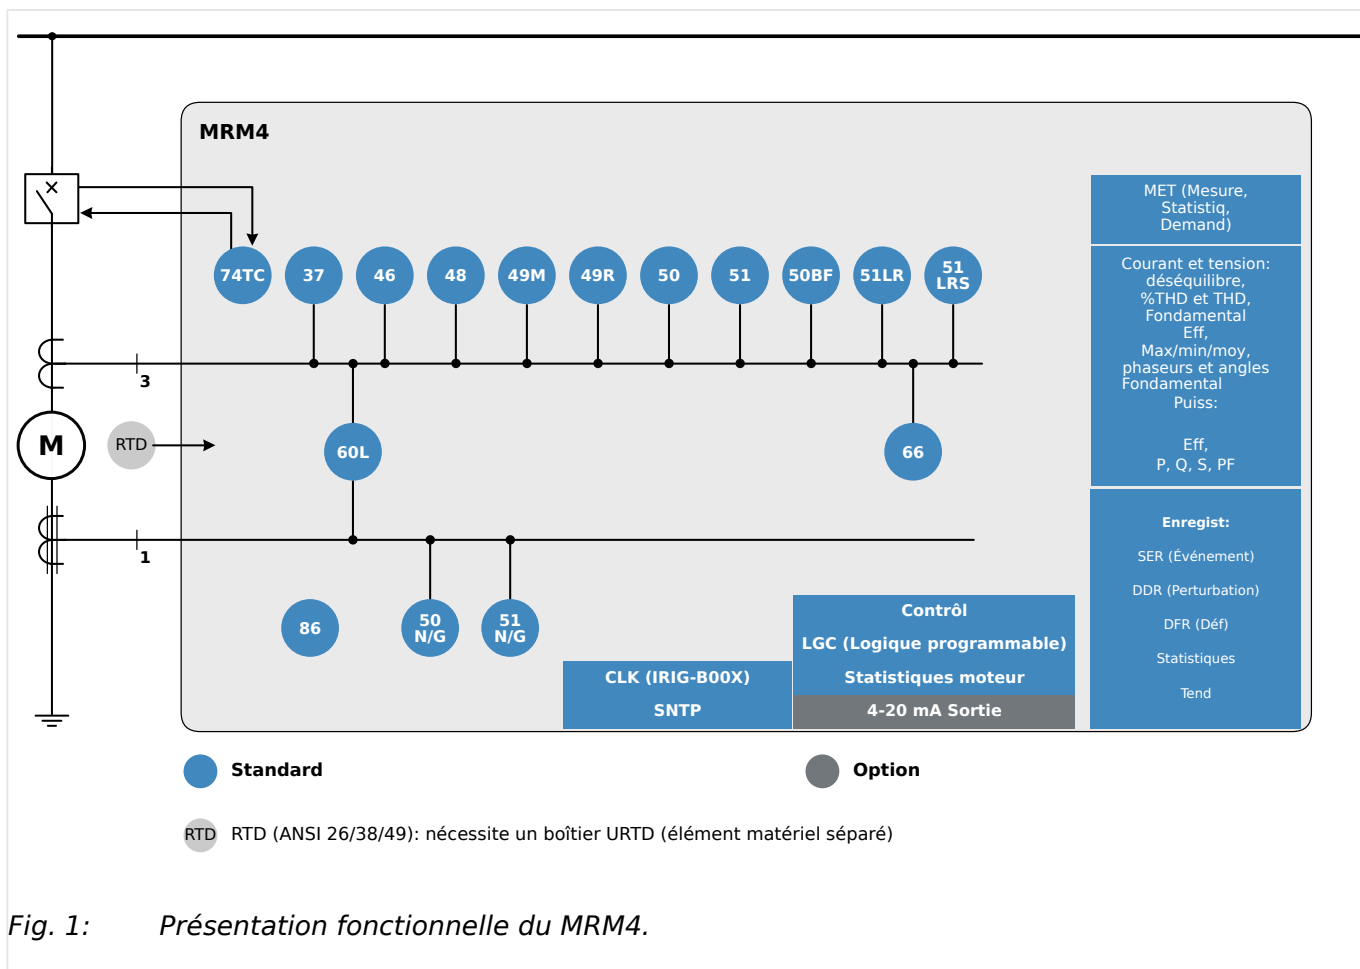 MRM4
MET (Mesure,
Statistiq,
Demand)
74TC
37
46
48
49M
49R
50
51
50BF
51LR
51
LRS
Courant et tension:
déséquilibre,
%THD et THD,
Fondamental
Eff,
Max/min/moy,
phaseurs et angles
Fondamental
Puiss:
Eff,
P, Q, S, PF
3
M
RTD
60L
66
1
86
50
N/G
51
N/G
Enregist:
SER (Événement)
DDR (Perturbation)
DFR (Déf)
Statistiques
Tend
Contrôl
LGC (Logique programmable)
Statistiques moteur
4-20 mA Sortie
CLK (IRIG-B00X)
SNTP
Standard
Option
RTD
RTD (ANSI 26/38/49): nécessite un boîtier URTD (élément matériel séparé)
Fig. 1: Présentation fonctionnelle du MRM4.